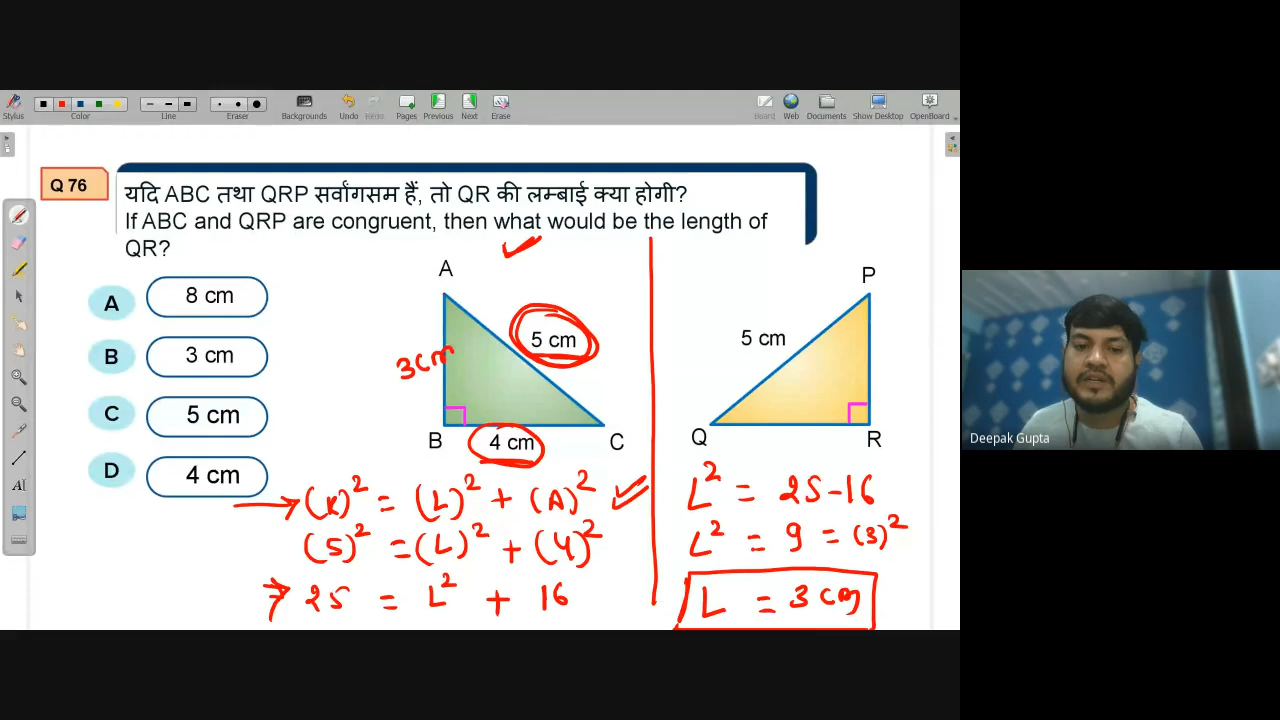 Stylus
Color
Line
Eraser
Backgrounds
Undo
Redo
Pages
Previous
Next
Erase
Board
Web
Documents
Show Desktop
OpenBoard
Q 76
यदि ABC तथा QRP सर्वांगसम हैं, तो QR की लम्बाई क्या होगी?
If ABC and QRP are congruent, then what would be the length of
QR?
A 8 cm
B 3 cm
C 5 cm
D 4 cm
A
5 cm
3cm
B
4 cm
C
P
5 cm
Q
R
(K)² = (L)² + (A)²
(5)² = (L)² + (4)²
25 = L² + 16
L² = 25-16
L² = 9 = (3)²
L = 3 cm
Deepak Gupta